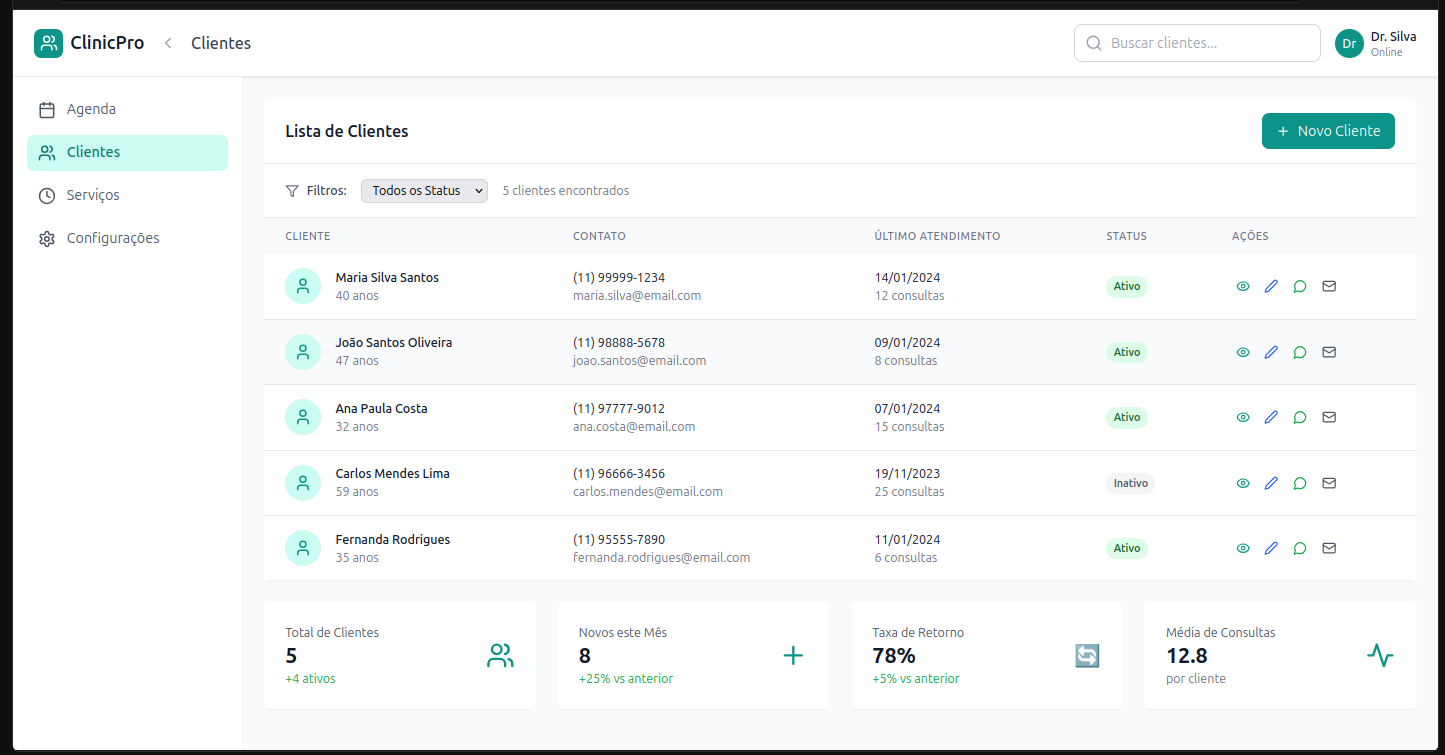 ClinicPro
Clientes
Buscar clientes...
Dr
Dr. Silva
Online
Agenda
Clientes
Serviços
Configurações
Lista de Clientes
+ Novo Cliente
Filtros:
Todos os Status
5 clientes encontrados
CLIENTE CONTATO ÚLTIMO ATENDIMENTO STATUS AÇÕES
Maria Silva Santos (11) 99999-1234 14/01/2024
40 anos maria.silva@email.com 12 consultas
Ativo
João Santos Oliveira (11) 98888-5678 09/01/2024
47 anos joao.santos@email.com 8 consultas
Ativo
Ana Paula Costa (11) 97777-9012 07/01/2024
32 anos ana.costa@email.com 15 consultas
Ativo
Carlos Mendes Lima (11) 96666-3456 19/11/2023
59 anos carlos.mendes@email.com 25 consultas
Inativo
Fernanda Rodrigues (11) 95555-7890 11/01/2024
35 anos fernanda.rodrigues@email.com 6 consultas
Ativo
Total de Clientes
5
+4 ativos
Novos este Mês
8
+25% vs anterior
Taxa de Retorno
78%
+5% vs anterior
Média de Consultas
12.8
por cliente